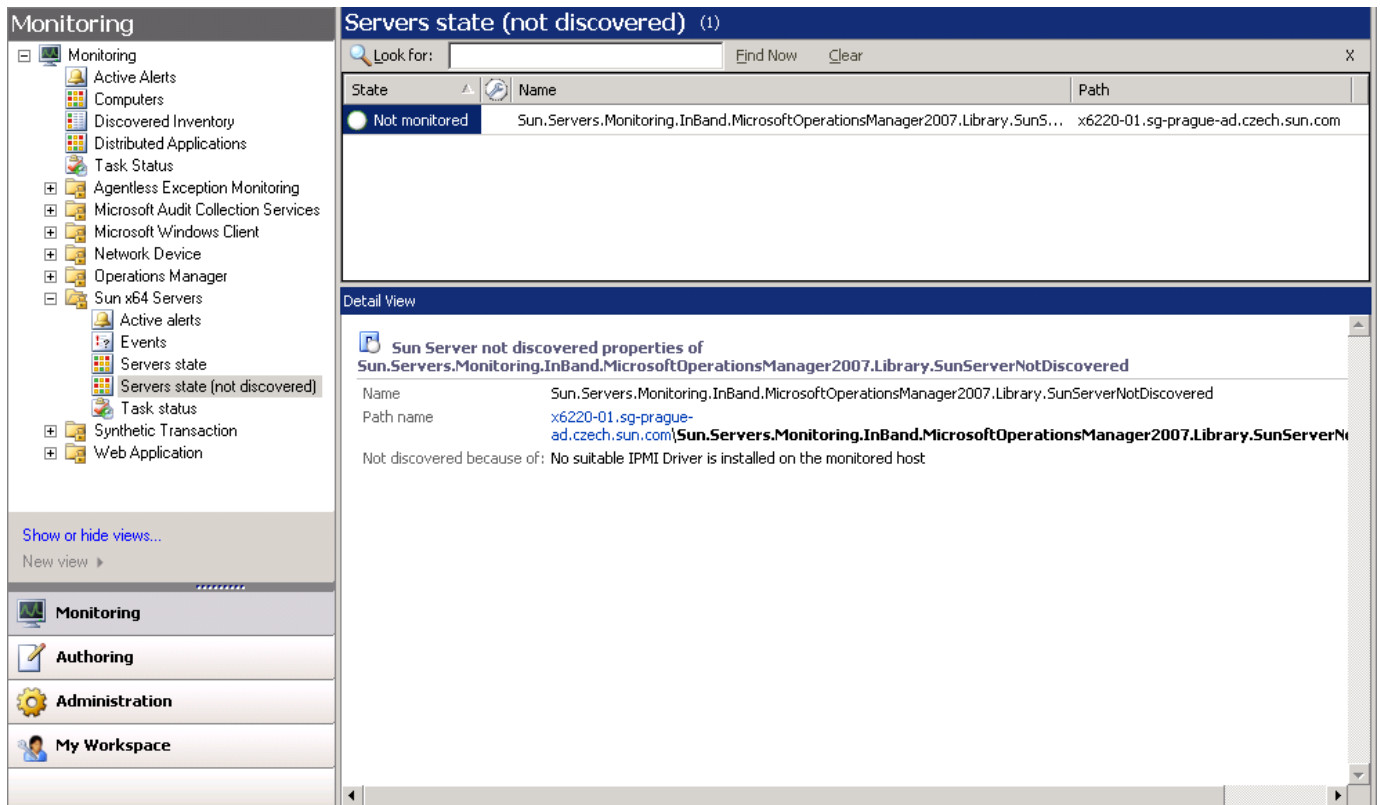 Monitoring
Monitoring
Active Alerts
Computers
Discovered Inventory
Distributed Applications
Task Status
Agentless Exception Monitoring
Microsoft Audit Collection Services
Microsoft Windows Client
Network Device
Operations Manager
Sun x64 Servers
Active alerts
Events
Servers state
Servers state (not discovered)
Task status
Synthetic Transaction
Web Application
Show or hide views...
New view
Monitoring
Authoring
Administration
My Workspace
Servers state (not discovered) (1)
Look for: Find Now Clear X
State Name Path
Not monitored Sun.Servers.Monitoring.InBand.MicrosoftOperationsManager2007.Library.SunS... x6220-01.sg-prague-ad.czech.sun.com
Detail View
Sun Server not discovered properties of
Sun.Servers.Monitoring.InBand.MicrosoftOperationsManager2007.Library.SunServerNotDiscovered
Name Sun.Servers.Monitoring.InBand.MicrosoftOperationsManager2007.Library.SunServerNotDiscovered
Path name x6220-01.sg-prague-
ad.czech.sun.com\Sun.Servers.Monitoring.InBand.MicrosoftOperationsManager2007.Library.SunServerN
Not discovered because of: No suitable IPMI Driver is installed on the monitored host